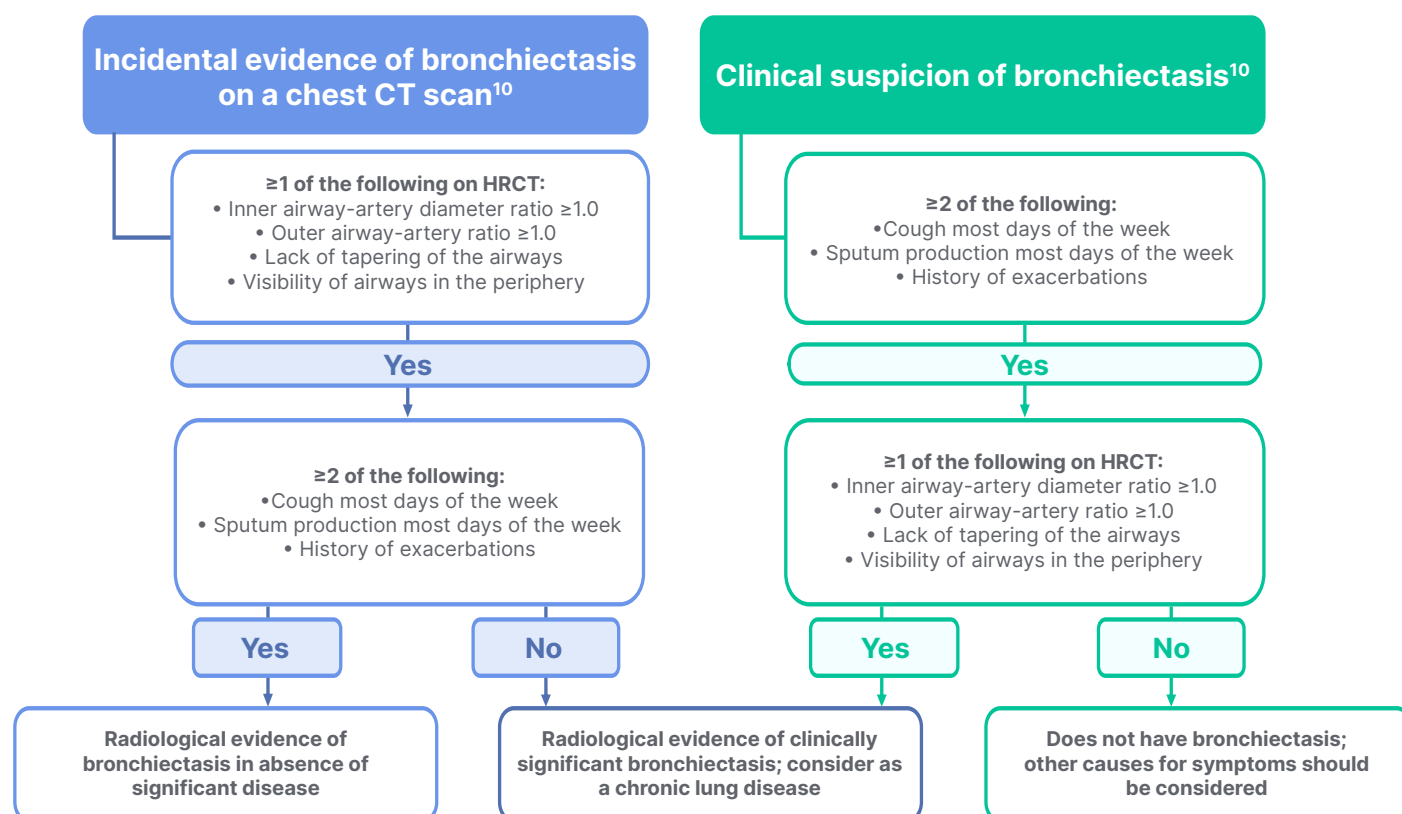 Incidental evidence of bronchiectasis
on a chest CT scan¹⁰
≥1 of the following on HRCT:
• Inner airway-artery diameter ratio ≥1.0
• Outer airway-artery ratio ≥1.0
• Lack of tapering of the airways
• Visibility of airways in the periphery
Yes
≥2 of the following:
•Cough most days of the week
• Sputum production most days of the week
• History of exacerbations
Yes
No
Radiological evidence of
bronchiectasis in absence of
significant disease
Radiological evidence of clinically
significant bronchiectasis; consider as
a chronic lung disease
Clinical suspicion of bronchiectasis¹⁰
≥2 of the following:
•Cough most days of the week
• Sputum production most days of the week
• History of exacerbations
Yes
≥1 of the following on HRCT:
• Inner airway-artery diameter ratio ≥1.0
• Outer airway-artery ratio ≥1.0
• Lack of tapering of the airways
• Visibility of airways in the periphery
Yes
No
Does not have bronchiectasis;
other causes for symptoms should
be considered